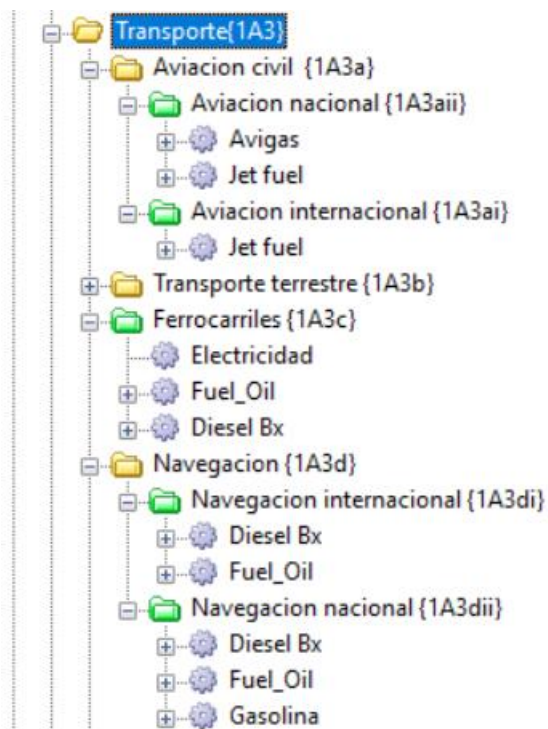 Transporte{1A3}
Aviacion civil {1A3a}
Aviacion nacional {1A3aii}
Avigas
Jet fuel
Aviacion internacional {1A3ai}
Jet fuel
Transporte terrestre {1A3b}
Ferrocarriles {1A3c}
Electricidad
Fuel_Oil
Diesel Bx
Navegacion {1A3d}
Navegacion internacional {1A3di}
Diesel Bx
Fuel_Oil
Navegacion nacional {1A3dii}
Diesel Bx
Fuel_Oil
Gasolina